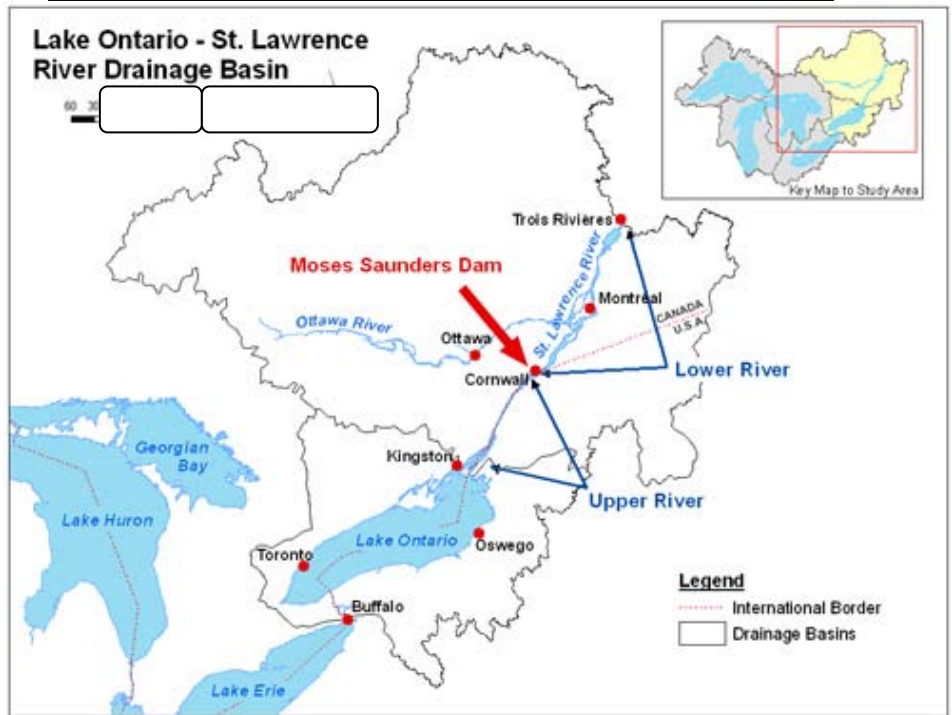 Lake Ontario - St. Lawrence
River Drainage Basin
60 30
Key Map to Study Area
Trois Rivières
Moses Saunders Dam
St. Lawrence River
Montréal
CANADA
U.S.A.
Ottawa River
Ottawa
Cornwall
Lower River
Georgian
Bay
Kingston
Upper River
Lake Huron
Lake Ontario
Oswego
Toronto
Legend
Buffalo
International Border
Drainage Basins
Lake Erie